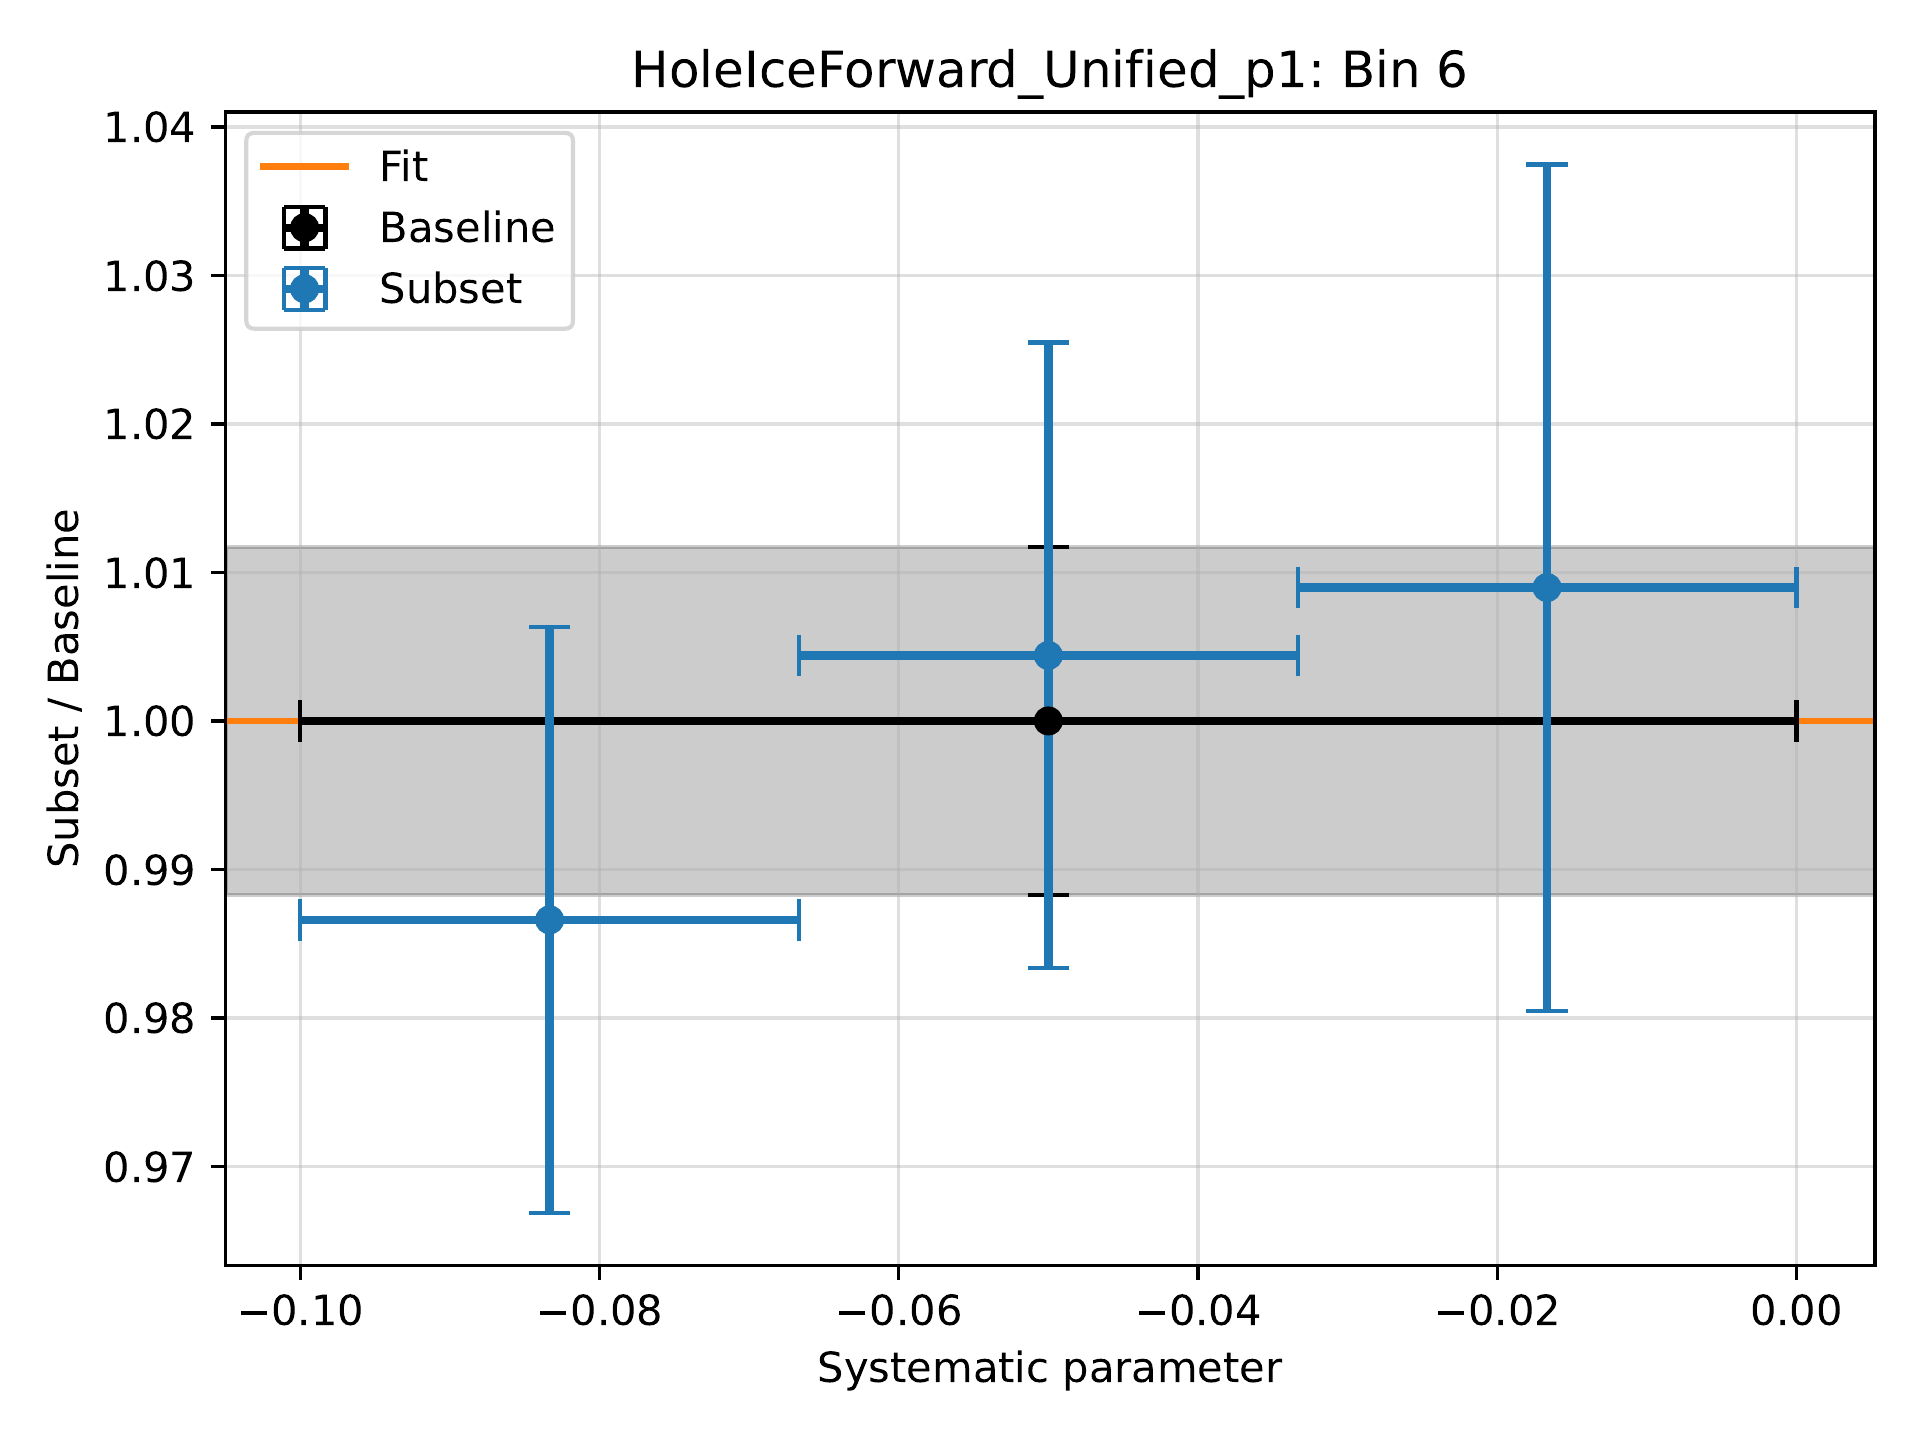 HoleIceForward_Unified_p1: Bin 6
Fit
Baseline
Subset
1.04
1.03
1.02
1.01
1.00
0.99
0.98
0.97
Subset / Baseline
−0.10 −0.08 −0.06 −0.04 −0.02 0.00
Systematic parameter